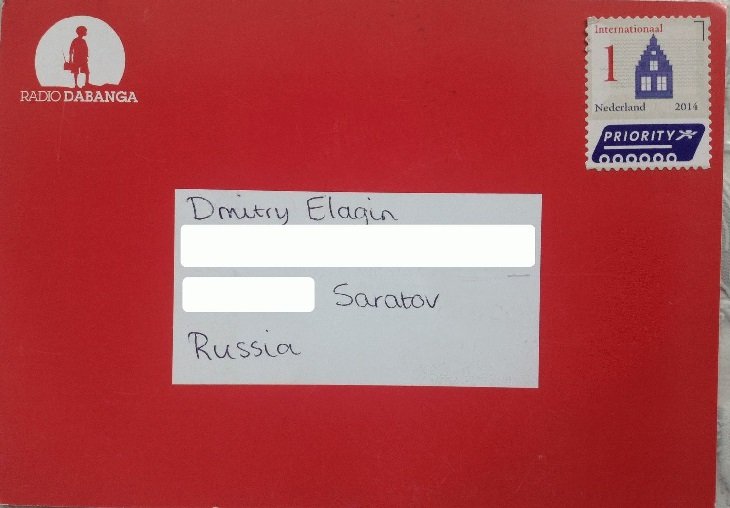 RADIO DABANGA
Internationaal
1
Nederland 2014
PRIORITY
Dmitry Elagin
Saratov
Russia